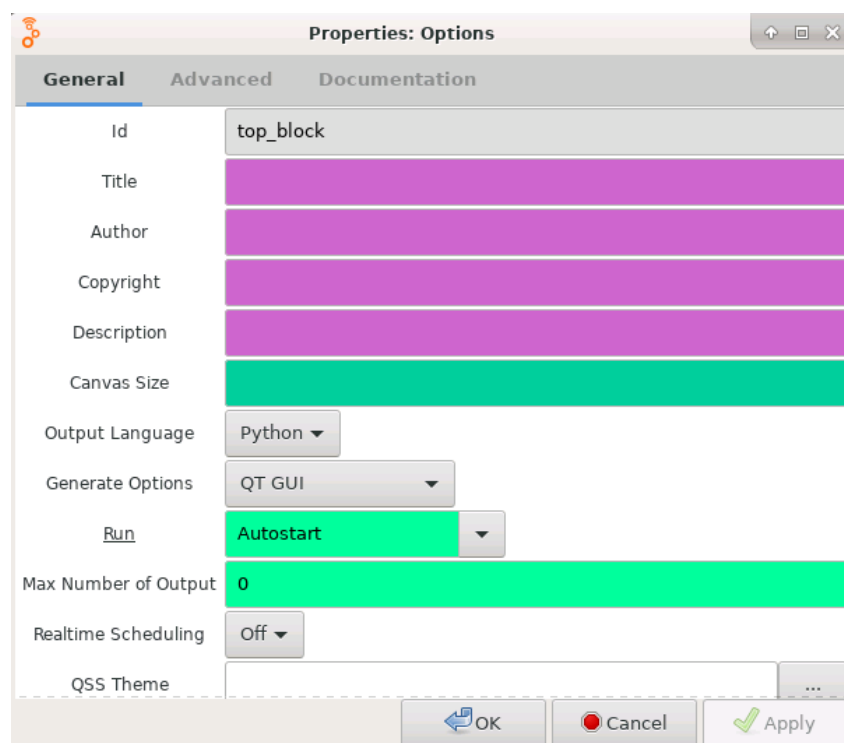 Properties: Options
General Advanced Documentation
Id top_block
Title
Author
Copyright
Description
Canvas Size
Output Language Python
Generate Options QT GUI
Run Autostart
Max Number of Output 0
Realtime Scheduling Off
QSS Theme ...
OK Cancel Apply